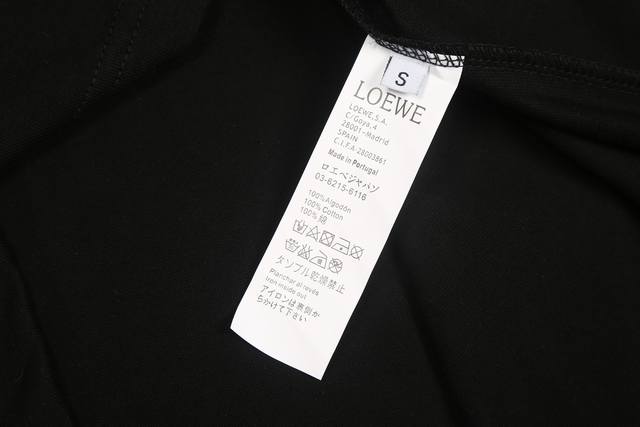 S
LOEWE
LOEWE,S.A.
C/Goya,4
28001-Madrid
SPAIN
C.I.F.A-28003861
Made in Portugal
ロエベジャパン
03-6215-6116
100%Algodón
100% Cotton
100% 綿
タンブル乾燥禁止
Planchar al revés
Iron inside out
アイロンは裏側か
らかけて下さい